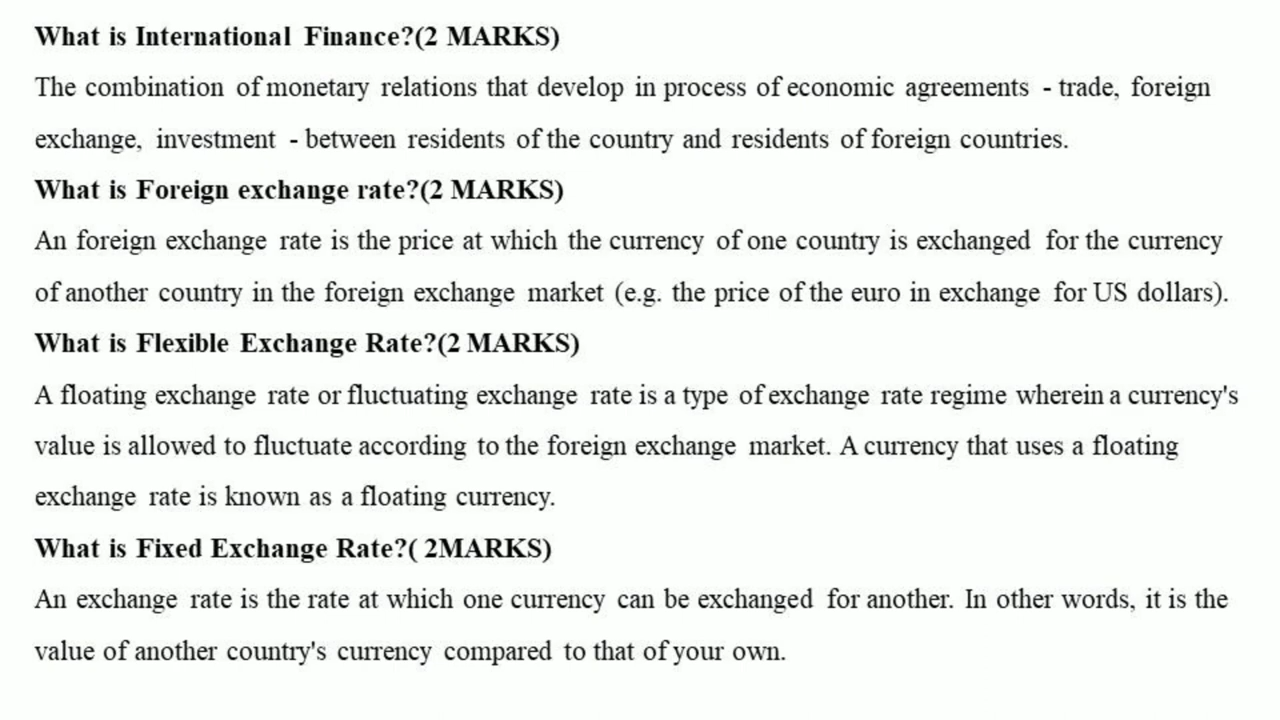 What is International Finance?(2 MARKS)
The combination of monetary relations that develop in process of economic agreements - trade, foreign
exchange, investment - between residents of the country and residents of foreign countries.
What is Foreign exchange rate?(2 MARKS)
An foreign exchange rate is the price at which the currency of one country is exchanged for the currency
of another country in the foreign exchange market (e.g. the price of the euro in exchange for US dollars).
What is Flexible Exchange Rate?(2 MARKS)
A floating exchange rate or fluctuating exchange rate is a type of exchange rate regime wherein a currency's
value is allowed to fluctuate according to the foreign exchange market. A currency that uses a floating
exchange rate is known as a floating currency.
What is Fixed Exchange Rate?( 2MARKS)
An exchange rate is the rate at which one currency can be exchanged for another. In other words, it is the
value of another country's currency compared to that of your own.